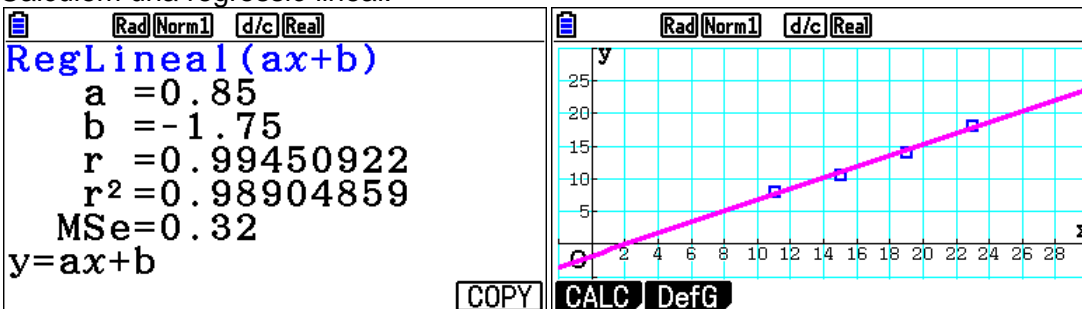 Calculem una regressió lineal:
Rad Norm1 d/c Real
RegLineal(ax+b)
a =0.85
b =-1.75
r =0.99450922
r²=0.98904859
MSe=0.32
y=ax+b
COPY
Rad Norm1 d/c Real
y
25
20
15
10
5
O 2 4 6 8 10 12 14 16 18 20 22 24 26 28
x
CALC DefG